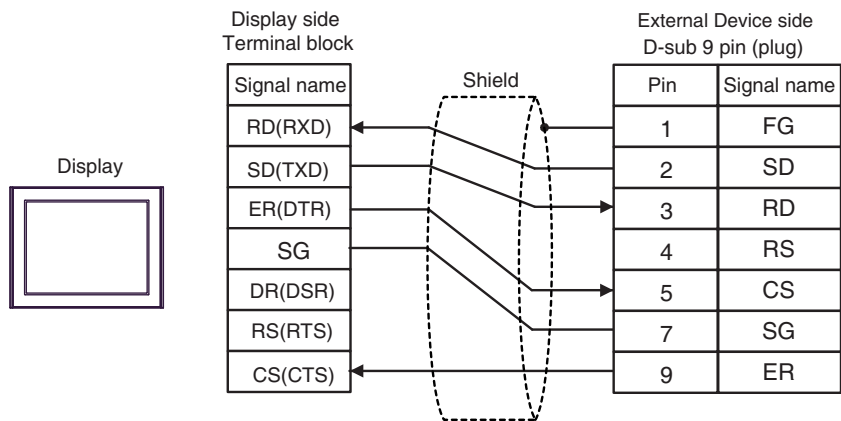 Display side
Terminal block
External Device side
D-sub 9 pin (plug)
Signal name
Shield
Pin
Signal name
RD(RXD)
1
FG
Display
SD(TXD)
2
SD
ER(DTR)
3
RD
SG
4
RS
DR(DSR)
5
CS
RS(RTS)
7
SG
CS(CTS)
9
ER